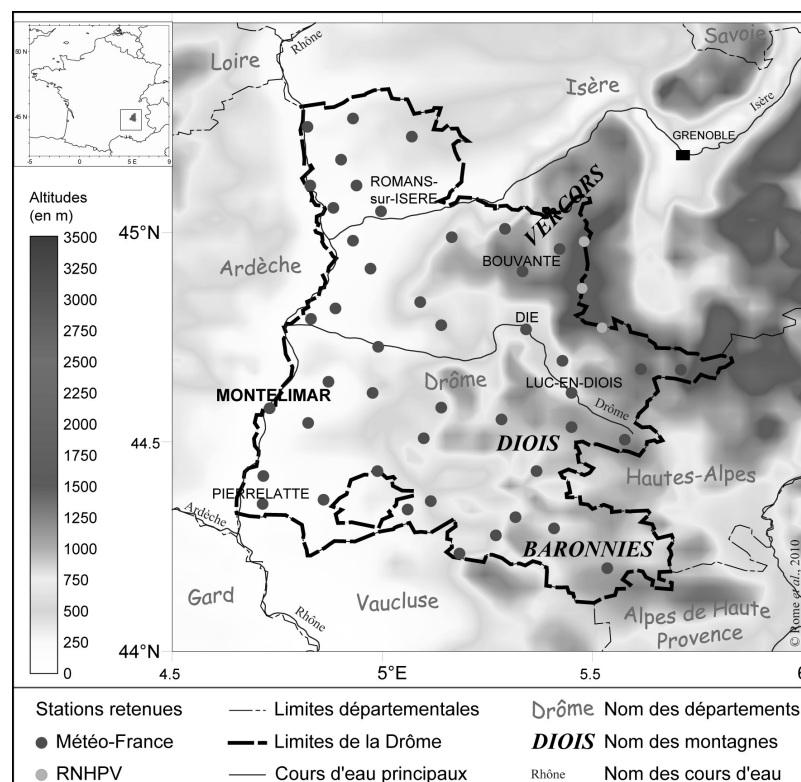 50 N
45 N
-5 E
0
5
9
Altitudes
(en m)
3500
3250
3000
2750
2500
2250
2000
1750
1500
1250
1000
750
500
250
0
45°N
44.5
44°N
4.5
5°E
5.5
6
Loire
Rhône
Savoie
Isère
Isère
GRENOBLE
ROMANS-
sur-ISERE
VERCORS
Ardèche
BOUVANTE
DIE
Drôme
LUC-EN-DIOIS
MONTELIMAR
Drôme
DIOIS
Hautes-Alpes
PIERRELATTE
Ardèche
BARONNIES
Gard
Vaucluse
Rhône
Alpes de Haute
Provence
© Rome et al., 2010
Stations retenues
Météo-France
RNHPV
Limites départementales
Limites de la Drôme
Cours d'eau principaux
Drôme Nom des départements
DIOIS Nom des montagnes
Rhône Nom des cours d'eau